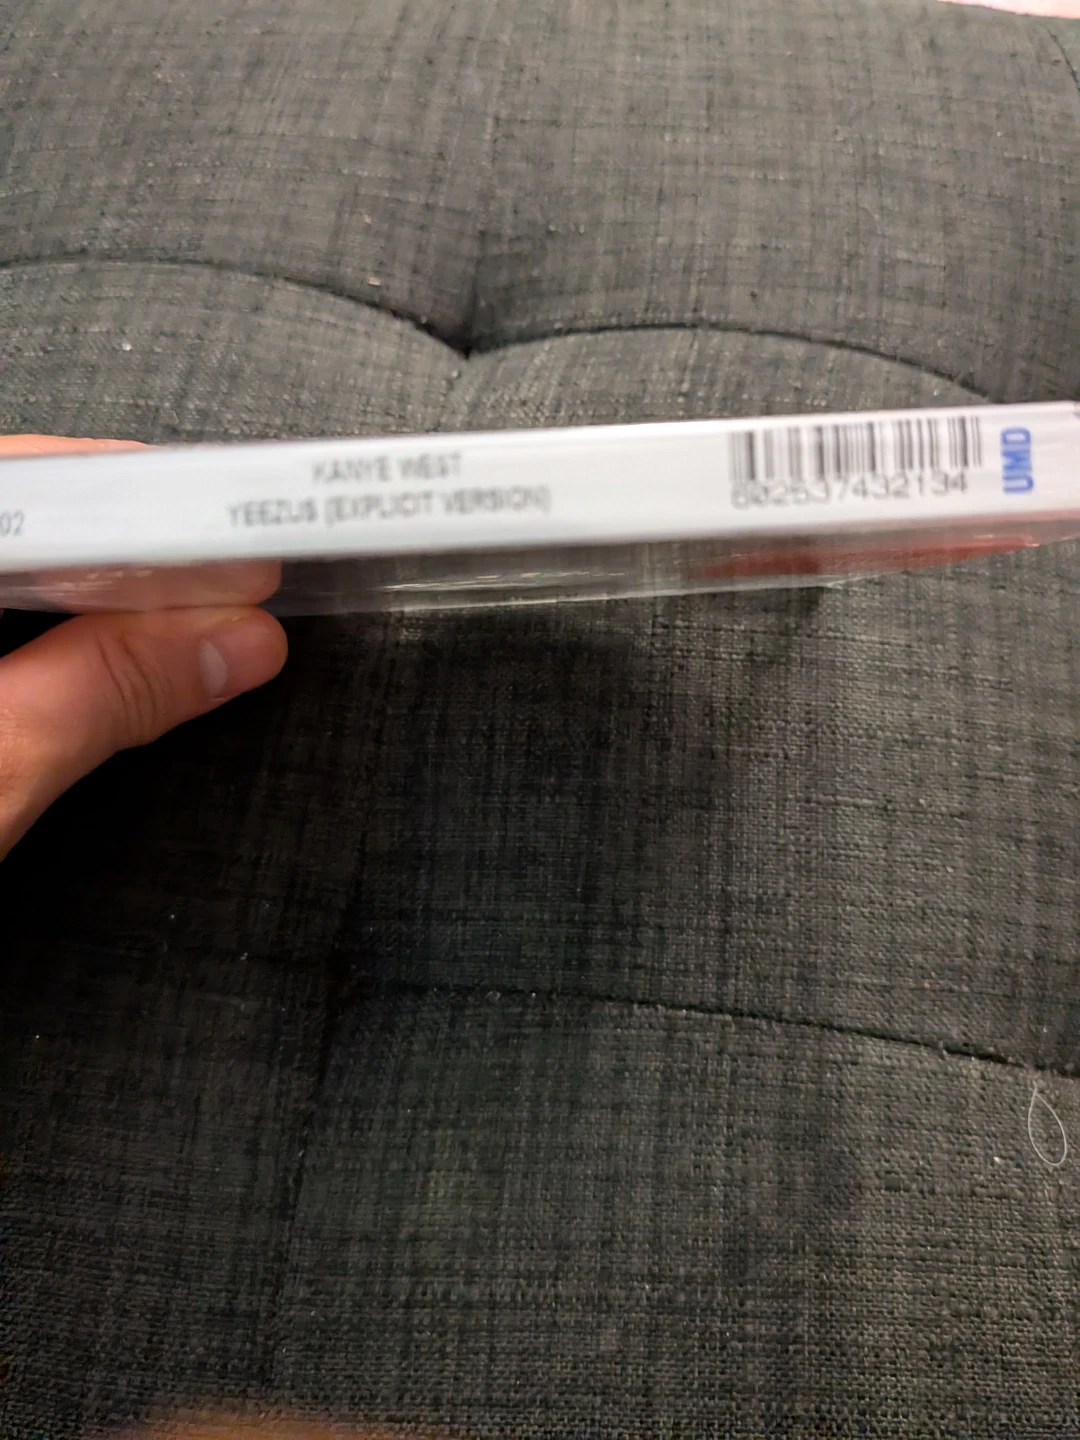 KANYE WEST
YEEZUS (EXPLICIT VERSION)
02
602537432134
UMD